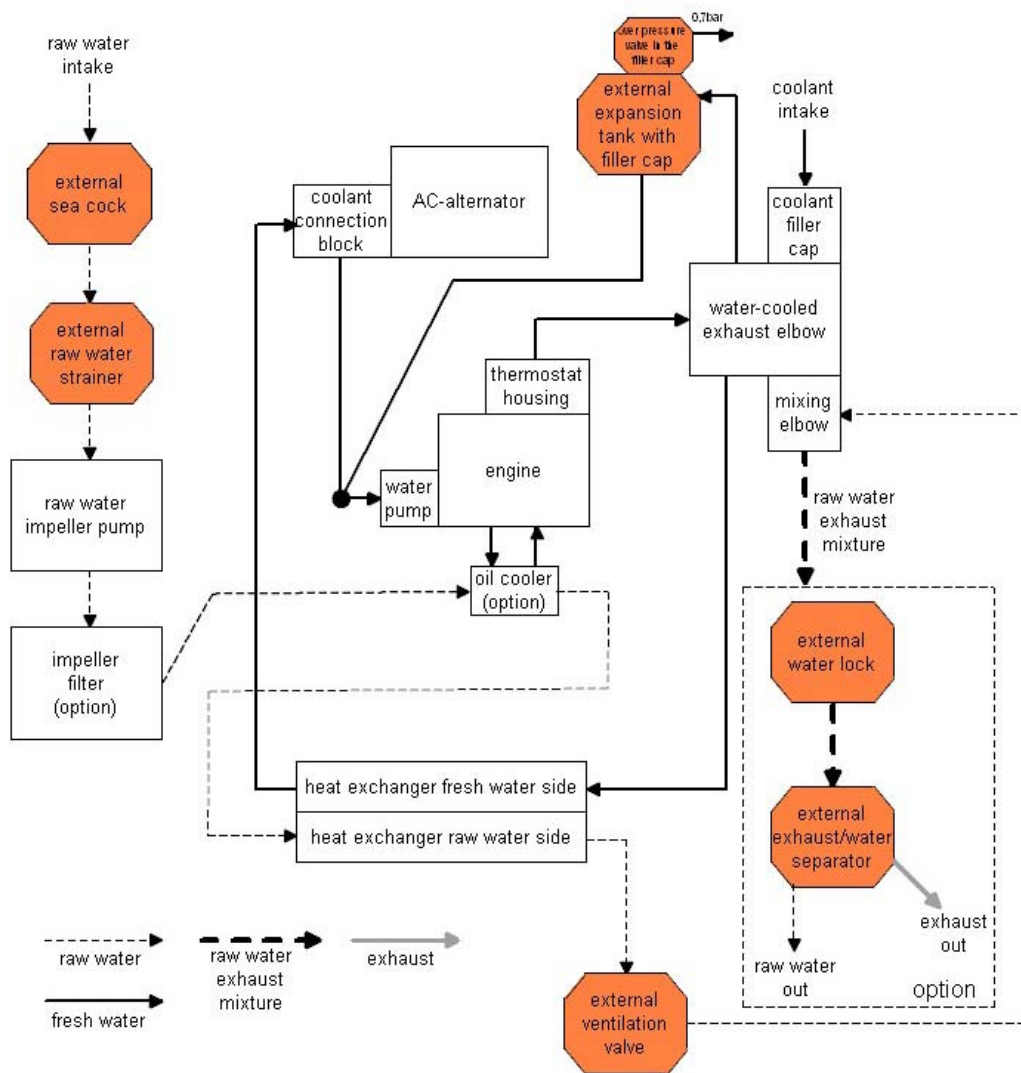 raw water
intake
external
sea cock
external
raw water
strainer
raw water
impeller pump
impeller
filter
(option)
0,7bar
over pressure
valve in the
filler cap
external
expansion
tank with
filler cap
coolant
intake
coolant
connection
block
AC-alternator
coolant
filler
cap
water-cooled
exhaust elbow
thermostat
housing
mixing
elbow
engine
water
pump
oil cooler
(option)
raw water
exhaust
mixture
external
water lock
external
exhaust/water
separator
exhaust
out
raw water
out
option
heat exchanger fresh water side
heat exchanger raw water side
external
ventilation
valve
raw water
raw water
exhaust
mixture
exhaust
fresh water